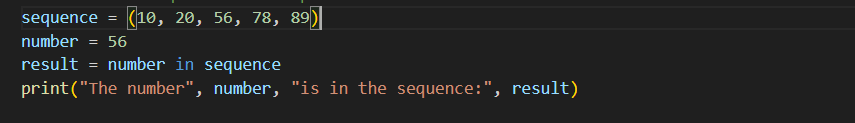 sequence = (10, 20, 56, 78, 89)
number = 56
result = number in sequence
print("The number", number, "is in the sequence:", result)